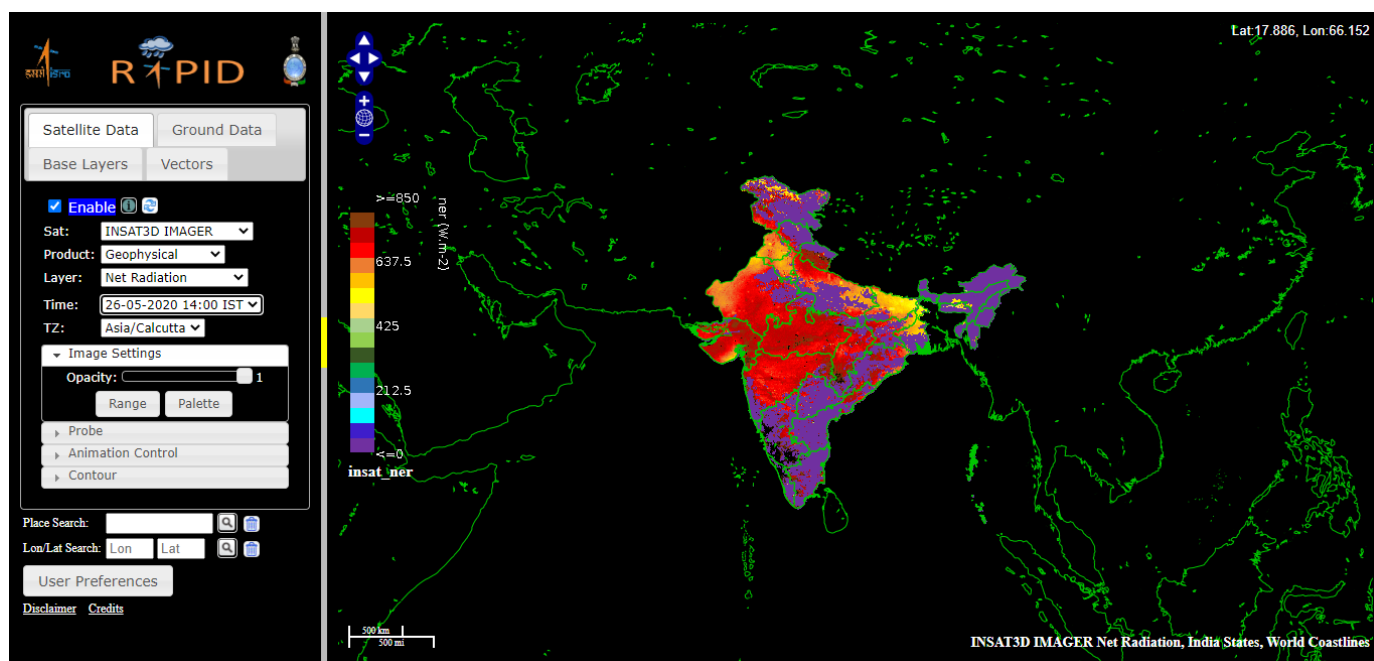 इसरो isro
RAPID
Satellite Data
Ground Data
Base Layers
Vectors
Enable
Sat: INSAT3D IMAGER
Product: Geophysical
Layer: Net Radiation
Time: 26-05-2020 14:00 IST
TZ: Asia/Calcutta
Image Settings
Opacity: 1
Range Palette
Probe
Animation Control
Contour
Place Search:
Lon/Lat Search: Lon Lat
User Preferences
Disclaimer Credits
Lat:17.886, Lon:66.152
+
−
>=850
637.5
425
212.5
<=0
ner (W.m-2)
insat_ner
500 km
500 mi
INSAT3D IMAGER Net Radiation, India States, World Coastlines